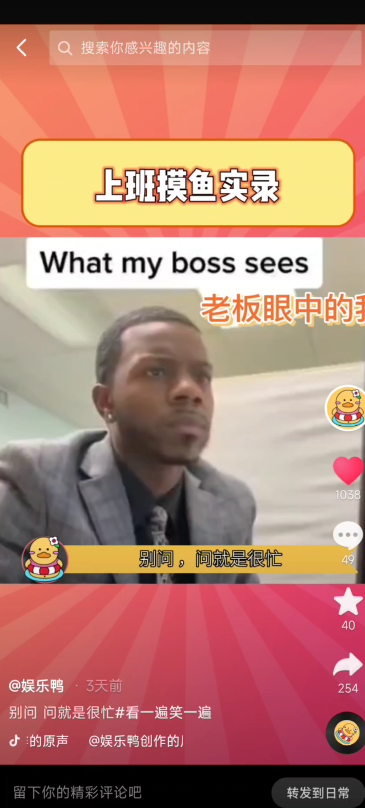 搜索你感兴趣的内容
上班摸鱼实录
What my boss sees
老板眼中的我
1038
别问，问就是很忙
49
40
254
@娱乐鸭 · 3天前
别问 问就是很忙#看一遍笑一遍
的原声 @娱乐鸭创作的
留下你的精彩评论吧
转发到日常